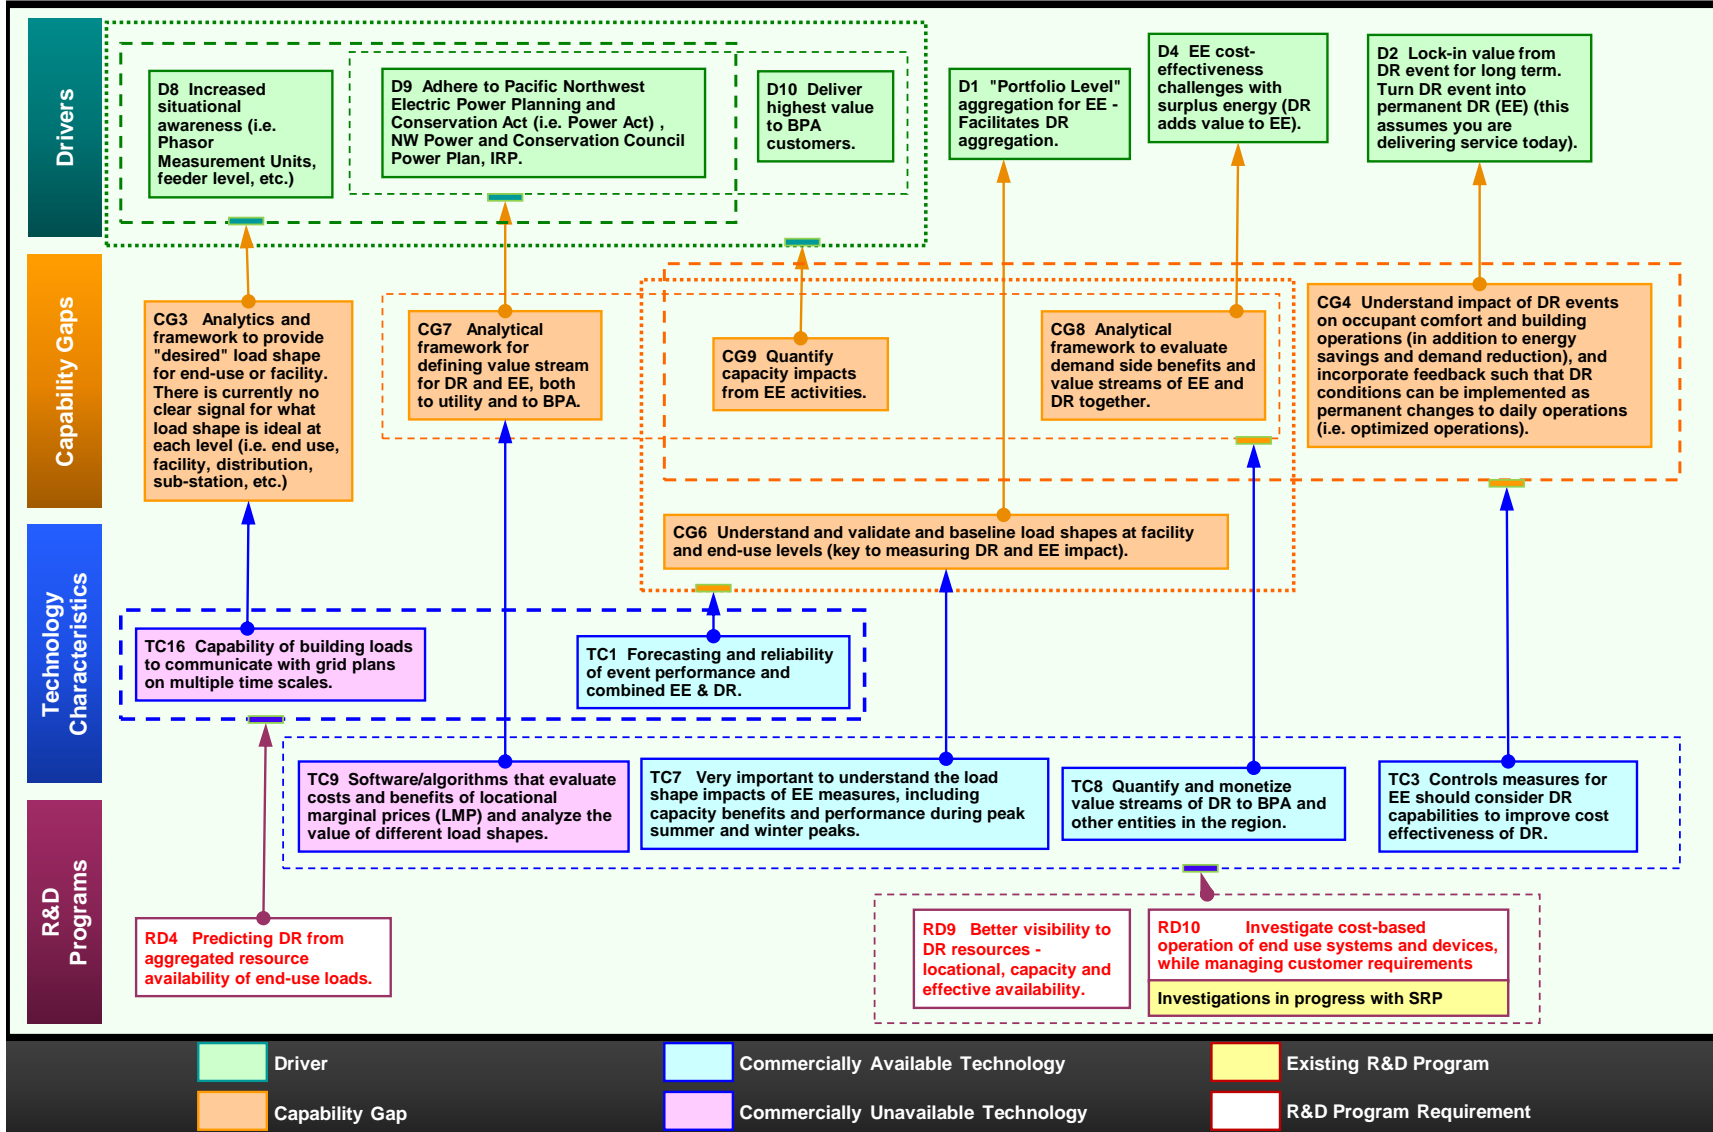 Drivers
D8 Increased
situational
awareness (i.e.
Phasor
Measurement Units,
feeder level, etc.)
D9 Adhere to Pacific Northwest
Electric Power Planning and
Conservation Act (i.e. Power Act) ,
NW Power and Conservation Council
Power Plan, IRP.
D10 Deliver
highest value
to BPA
customers.
D1 "Portfolio Level"
aggregation for EE -
Facilitates DR
aggregation.
D4 EE cost-
effectiveness
challenges with
surplus energy (DR
adds value to EE).
D2 Lock-in value from
DR event for long term.
Turn DR event into
permanent DR (EE) (this
assumes you are
delivering service today).
Capability Gaps
CG3 Analytics and
framework to provide
"desired" load shape
for end-use or facility.
There is currently no
clear signal for what
load shape is ideal at
each level (i.e. end use,
facility, distribution,
sub-station, etc.)
CG7 Analytical
framework for
defining value stream
for DR and EE, both
to utility and to BPA.
CG9 Quantify
capacity impacts
from EE activities.
CG8 Analytical
framework to evaluate
demand side benefits and
value streams of EE and
DR together.
CG4 Understand impact of DR events
on occupant comfort and building
operations (in addition to energy
savings and demand reduction), and
incorporate feedback such that DR
conditions can be implemented as
permanent changes to daily operations
(i.e. optimized operations).
CG6 Understand and validate and baseline load shapes at facility
and end-use levels (key to measuring DR and EE impact).
Technology
Characteristics
TC16 Capability of building loads
to communicate with grid plans
on multiple time scales.
TC1 Forecasting and reliability
of event performance and
combined EE & DR.
TC9 Software/algorithms that evaluate
costs and benefits of locational
marginal prices (LMP) and analyze the
value of different load shapes.
TC7 Very important to understand the load
shape impacts of EE measures, including
capacity benefits and performance during peak
summer and winter peaks.
TC8 Quantify and monetize
value streams of DR to BPA and
other entities in the region.
TC3 Controls measures for
EE should consider DR
capabilities to improve cost
effectiveness of DR.
R&D
Programs
RD4 Predicting DR from
aggregated resource
availability of end-use loads.
RD9 Better visibility to
DR resources -
locational, capacity and
effective availability.
RD10 Investigate cost-based
operation of end use systems and devices,
while managing customer requirements
Investigations in progress with SRP
Driver
Commercially Available Technology
Existing R&D Program
Capability Gap
Commercially Unavailable Technology
R&D Program Requirement